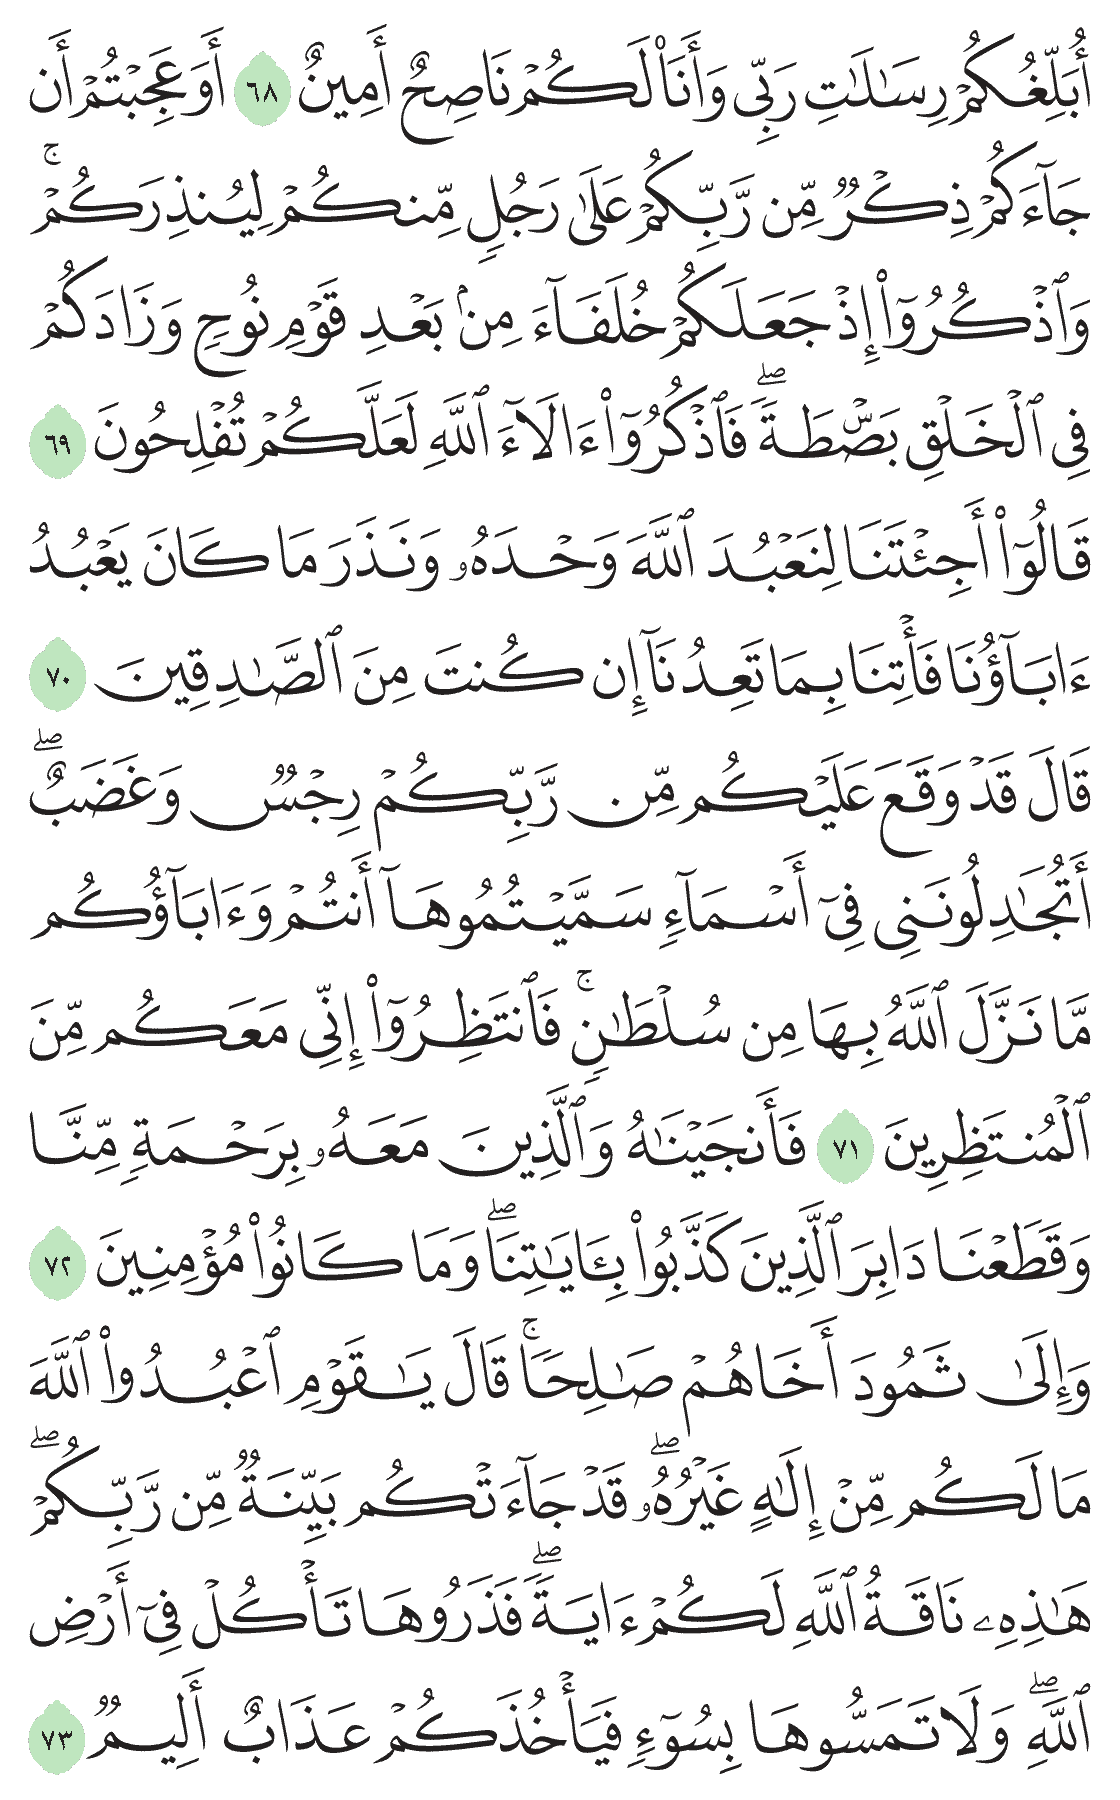 أُبَلِّغُكُمْ رِسَـٰلَـٰتِ رَبِّى وَأَنَا۠ لَكُمْ نَاصِحٌ أَمِينٌ ٦٨ أَوَعَجِبْتُمْ أَن
جَآءَكُمْ ذِكْرٌ مِّن رَّبِّكُمْ عَلَىٰ رَجُلٍ مِّنكُمْ لِيُنذِرَكُمْ ۚ
وَٱذْكُرُوٓا۟ إِذْ جَعَلَكُمْ خُلَفَآءَ مِنۢ بَعْدِ قَوْمِ نُوحٍ وَزَادَكُمْ
فِى ٱلْخَلْقِ بَصْۜطَةً ۖ فَٱذْكُرُوٓا۟ ءَالَآءَ ٱللَّهِ لَعَلَّكُمْ تُفْلِحُونَ ٦٩
قَالُوٓا۟ أَجِئْتَنَا لِنَعْبُدَ ٱللَّهَ وَحْدَهُۥ وَنَذَرَ مَا كَانَ يَعْبُدُ
ءَابَآؤُنَا فَأْتِنَا بِمَا تَعِدُنَآ إِن كُنتَ مِنَ ٱلصَّـٰدِقِينَ ٧٠
قَالَ قَدْ وَقَعَ عَلَيْكُم مِّن رَّبِّكُمْ رِجْسٌ وَغَضَبٌ ۖ
أَتُجَـٰدِلُونَنِى فِىٓ أَسْمَآءٍ سَمَّيْتُمُوهَآ أَنتُمْ وَءَابَآؤُكُم
مَّا نَزَّلَ ٱللَّهُ بِهَا مِن سُلْطَـٰنٍ ۚ فَٱنتَظِرُوٓا۟ إِنِّى مَعَكُم مِّنَ
ٱلْمُنتَظِرِينَ ٧١ فَأَنجَيْنَـٰهُ وَٱلَّذِينَ مَعَهُۥ بِرَحْمَةٍ مِّنَّا
وَقَطَعْنَا دَابِرَ ٱلَّذِينَ كَذَّبُوا۟ بِـَٔايَـٰتِنَا ۖ وَمَا كَانُوا۟ مُؤْمِنِينَ ٧٢
وَإِلَىٰ ثَمُودَ أَخَاهُمْ صَـٰلِحًا ۚ قَالَ يَـٰقَوْمِ ٱعْبُدُوا۟ ٱللَّهَ
مَا لَكُم مِّنْ إِلَـٰهٍ غَيْرُهُۥ ۖ قَدْ جَآءَتْكُم بَيِّنَةٌ مِّن رَّبِّكُمْ ۖ
هَـٰذِهِۦ نَاقَةُ ٱللَّهِ لَكُمْ ءَايَةً ۖ فَذَرُوهَا تَأْكُلْ فِىٓ أَرْضِ
ٱللَّهِ ۖ وَلَا تَمَسُّوهَا بِسُوٓءٍ فَيَأْخُذَكُمْ عَذَابٌ أَلِيمٌ ٧٣